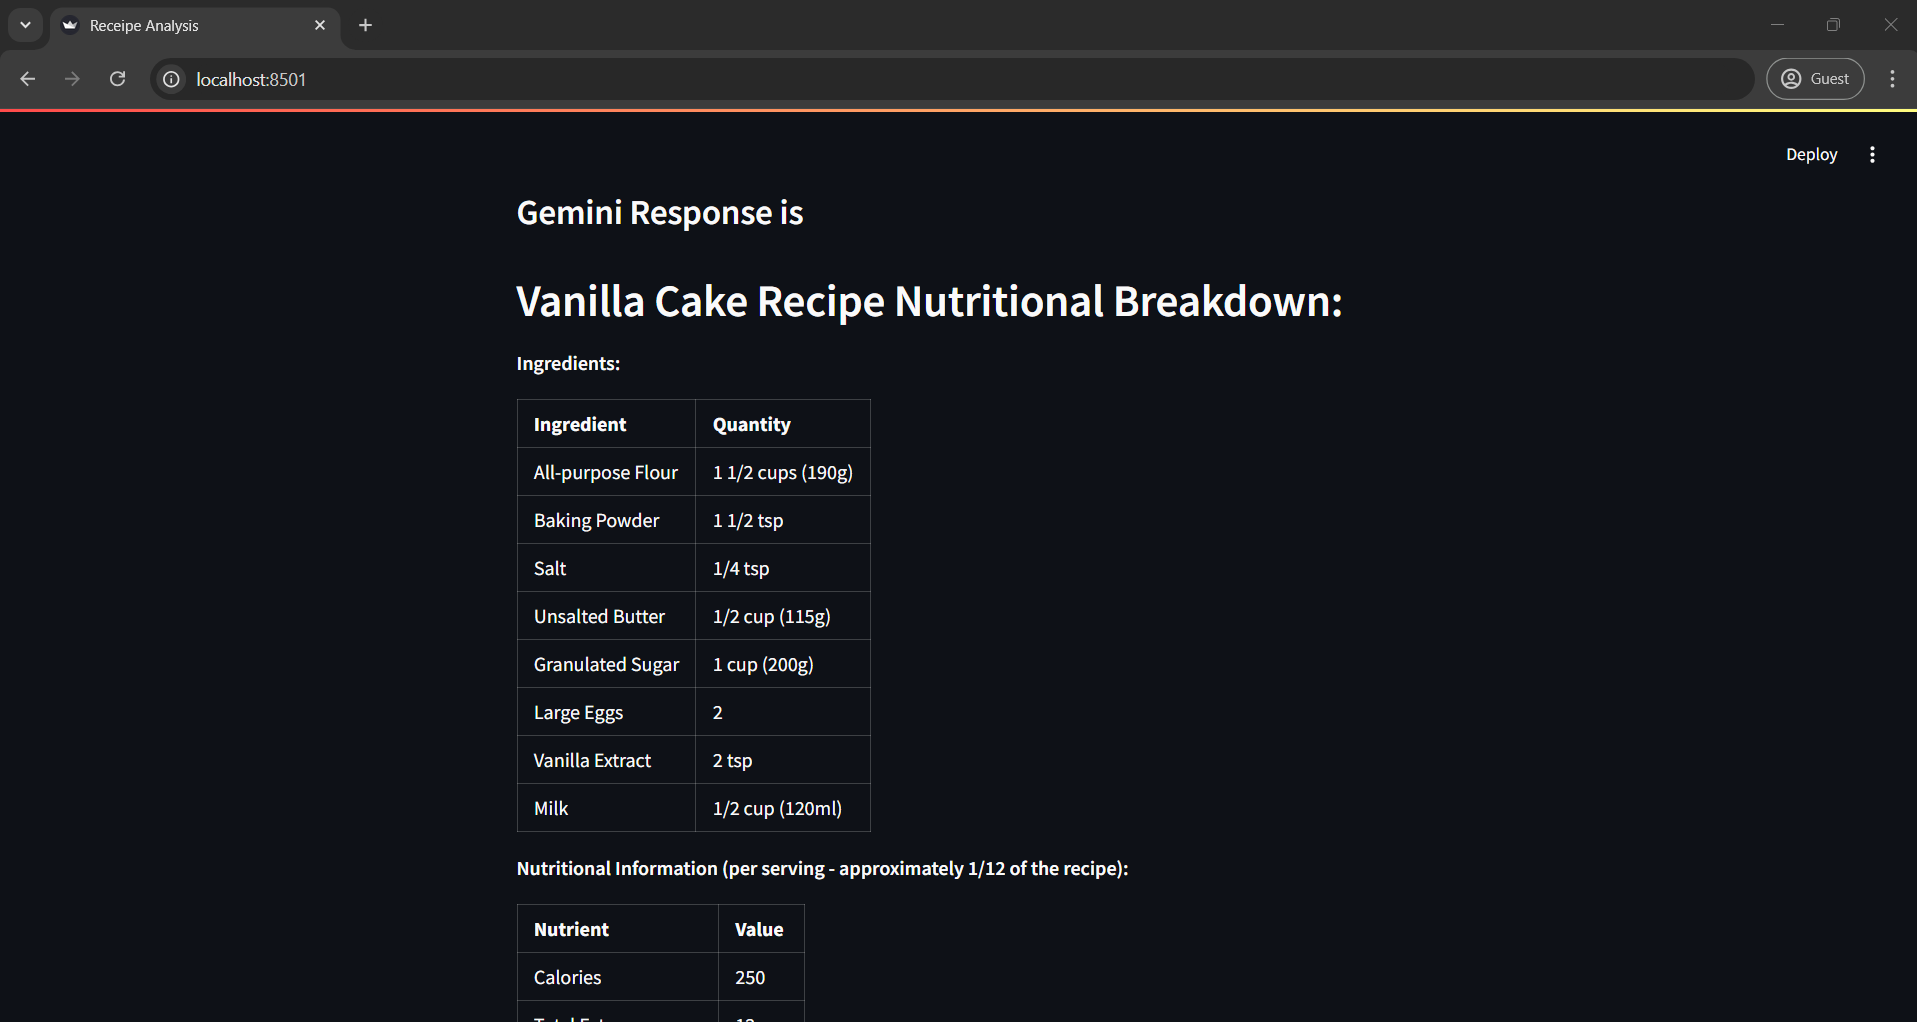 Receipe Analysis
localhost:8501
Guest
Deploy
Gemini Response is
Vanilla Cake Recipe Nutritional Breakdown:
Ingredients:
Ingredient Quantity
All-purpose Flour 1 1/2 cups (190g)
Baking Powder 1 1/2 tsp
Salt 1/4 tsp
Unsalted Butter 1/2 cup (115g)
Granulated Sugar 1 cup (200g)
Large Eggs 2
Vanilla Extract 2 tsp
Milk 1/2 cup (120ml)
Nutritional Information (per serving - approximately 1/12 of the recipe):
Nutrient Value
Calories 250